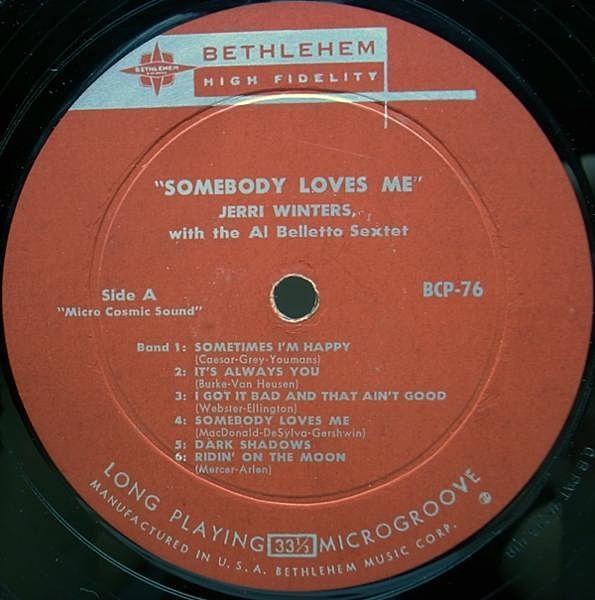 BETHLEHEM
BETHLEHEM
HIGH FIDELITY
"SOMEBODY LOVES ME"
JERRI WINTERS,
with the Al Belletto Sextet
Side A
BCP-76
"Micro Cosmic Sound"
Band 1: SOMETIMES I'M HAPPY
(Caesar-Grey-Youmans)
2: IT'S ALWAYS YOU
(Burke-Van Heusen)
3: I GOT IT BAD AND THAT AIN'T GOOD
(Webster-Ellington)
4: SOMEBODY LOVES ME
(MacDonald-DeSylva-Gershwin)
5: DARK SHADOWS
6: RIDIN' ON THE MOON
(Mercer-Arlen)
LONG PLAYING 33⅓ MICROGROOVE
MANUFACTURED IN U.S.A. BETHLEHEM MUSIC CORP.